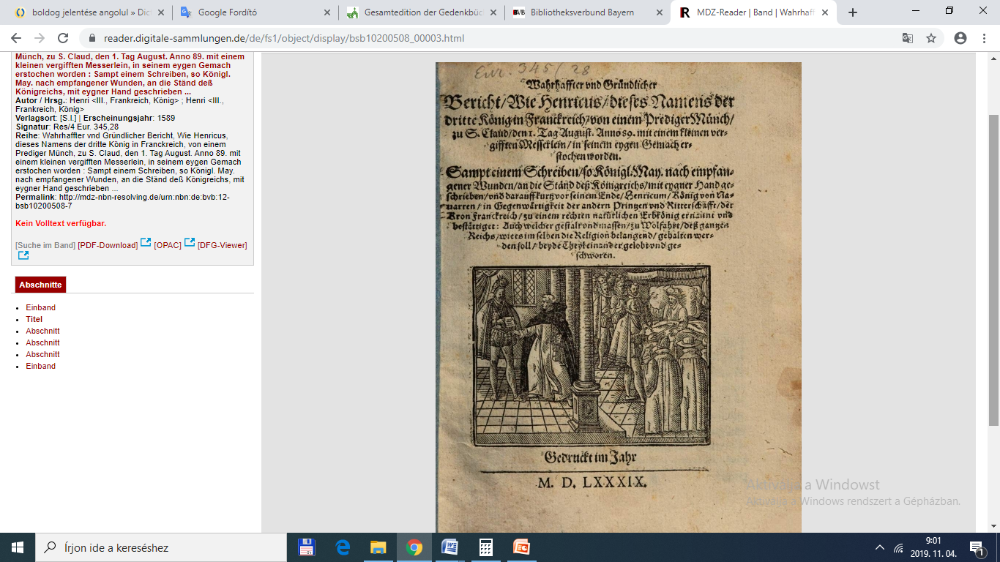 boldog jelentése angolul » Dict
Google Fordító
Gesamtedition der Gedenkbüc
Bibliotheksverbund Bayern
MDZ-Reader | Band | Wahrhaff
reader.digitale-sammlungen.de/de/fs1/object/display/bsb10200508_00003.html
Münch, zu S. Claud, den 1. Tag August. Anno 89. mit einem
kleinen vergifften Messerlein, in seinem eygen Gemach
erstochen worden : Sampt einem Schreiben, so Königl.
May. nach empfangener Wunden, an die Ständ deß
Königreichs, mit eygner Hand geschrieben ...
Autor / Hrsg.: Henri <III., Frankreich, König> ; Henri <III.,
Frankreich, König>
Verlagsort: [S.l.] | Erscheinungsjahr: 1589
Signatur: Res/4 Eur. 345,28
Reihe: Wahrhaffter vnd Gründlicher Bericht, Wie Henricus,
dieses Namens der dritte König in Franckreich, von einem
Prediger Münch, zu S. Claud, den 1. Tag August. Anno 89. mit
einem kleinen vergifften Messerlein, in seinem eygen Gemach
erstochen worden : Sampt einem Schreiben, so Königl. May.
nach empfangener Wunden, an die Ständ deß Königreichs, mit
eygner Hand geschrieben ...
Permalink: http://mdz-nbn-resolving.de/urn:nbn:de:bvb:12-
bsb10200508-7
Kein Volltext verfügbar.
[Suche im Band] [PDF-Download] [OPAC] [DFG-Viewer]
Abschnitte
Einband
Titel
Abschnitt
Abschnitt
Abschnitt
Einband
Eur. 345/28
Wahrhaffter vnd Gründlicher
Bericht/Wie Henricus/dieses Namens der
dritte König in Franckreich/von einem Prediger Münch/
zu S. Claud/den 1. Tag August. Anno 89. mit einem kleinen ver-
gifften Messerlein/in seinem eygen Gemach er-
stochen worden.
Sampt einem Schreiben/so Königl. May. nach empfan-
gener Wunden/an die Ständ deß Königreichs/mit eygner Hand ge-
schrieben/vnd darauff kurtz vor seinem Ende/Henricum/König von Na-
uarren/in Gegenwärtigkeit der andern Printzen vnd Ritterschafft/der
Kron Franckreich/zu einem rechten natürlichen Erbkönig ernannt vnd
bestättiget: Auch welcher gestalt vnd massen/zu Wolfahrt/deß gantzen
Reichs/wie es im selben die Religion belangend/gehalten wer-
den soll/beyde Theyl einander gelobt vnd ge-
schworen.
Gedruckt im Jahr
M. D. LXXXIX.
Aktiválja a Windowst
Aktiválja a Windows rendszert a Gépházban.
Írjon ide a kereséshez
9:01
2019. 11. 04.
1